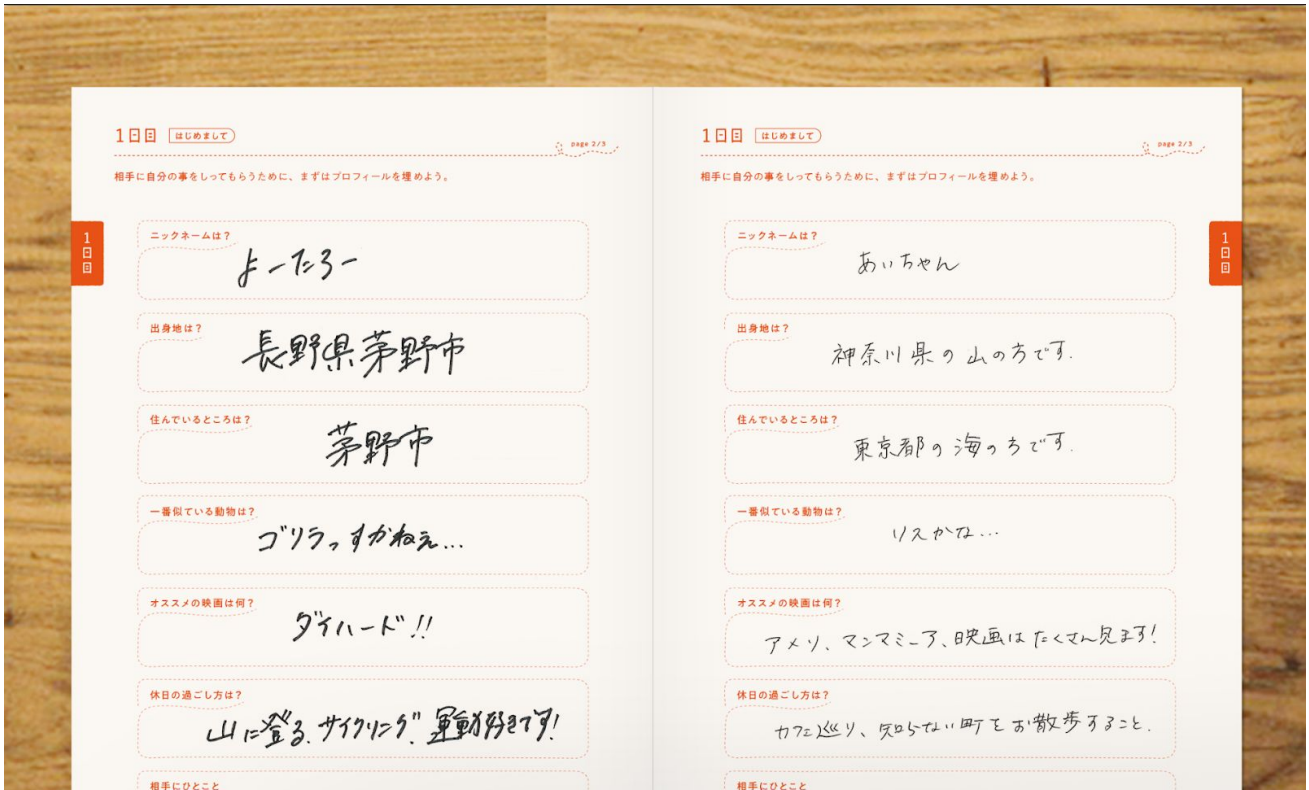 1日目 はじめまして
page 2/3
相手に自分の事をしってもらうために、まずはプロフィールを埋めよう。
1日目
ニックネームは?
よーたろー
出身地は?
長野県茅野市
住んでいるところは?
茅野市
一番似ている動物は?
ゴリラっすかねぇ...
オススメの映画は何?
ダイハード!!
休日の過ごし方は?
山に登る、サイクリング、運動好きです!
相手にひとこと
1日目 はじめまして
page 2/3
相手に自分の事をしってもらうために、まずはプロフィールを埋めよう。
1日目
ニックネームは?
あいちゃん
出身地は?
神奈川県の山の方です.
住んでいるところは?
東京都の海の方です.
一番似ている動物は?
リスかな...
オススメの映画は何?
アメリ、マンマミーア、映画はたくさん見ます!
休日の過ごし方は?
カフェ巡り、知らない町をお散歩すること.
相手にひとこと